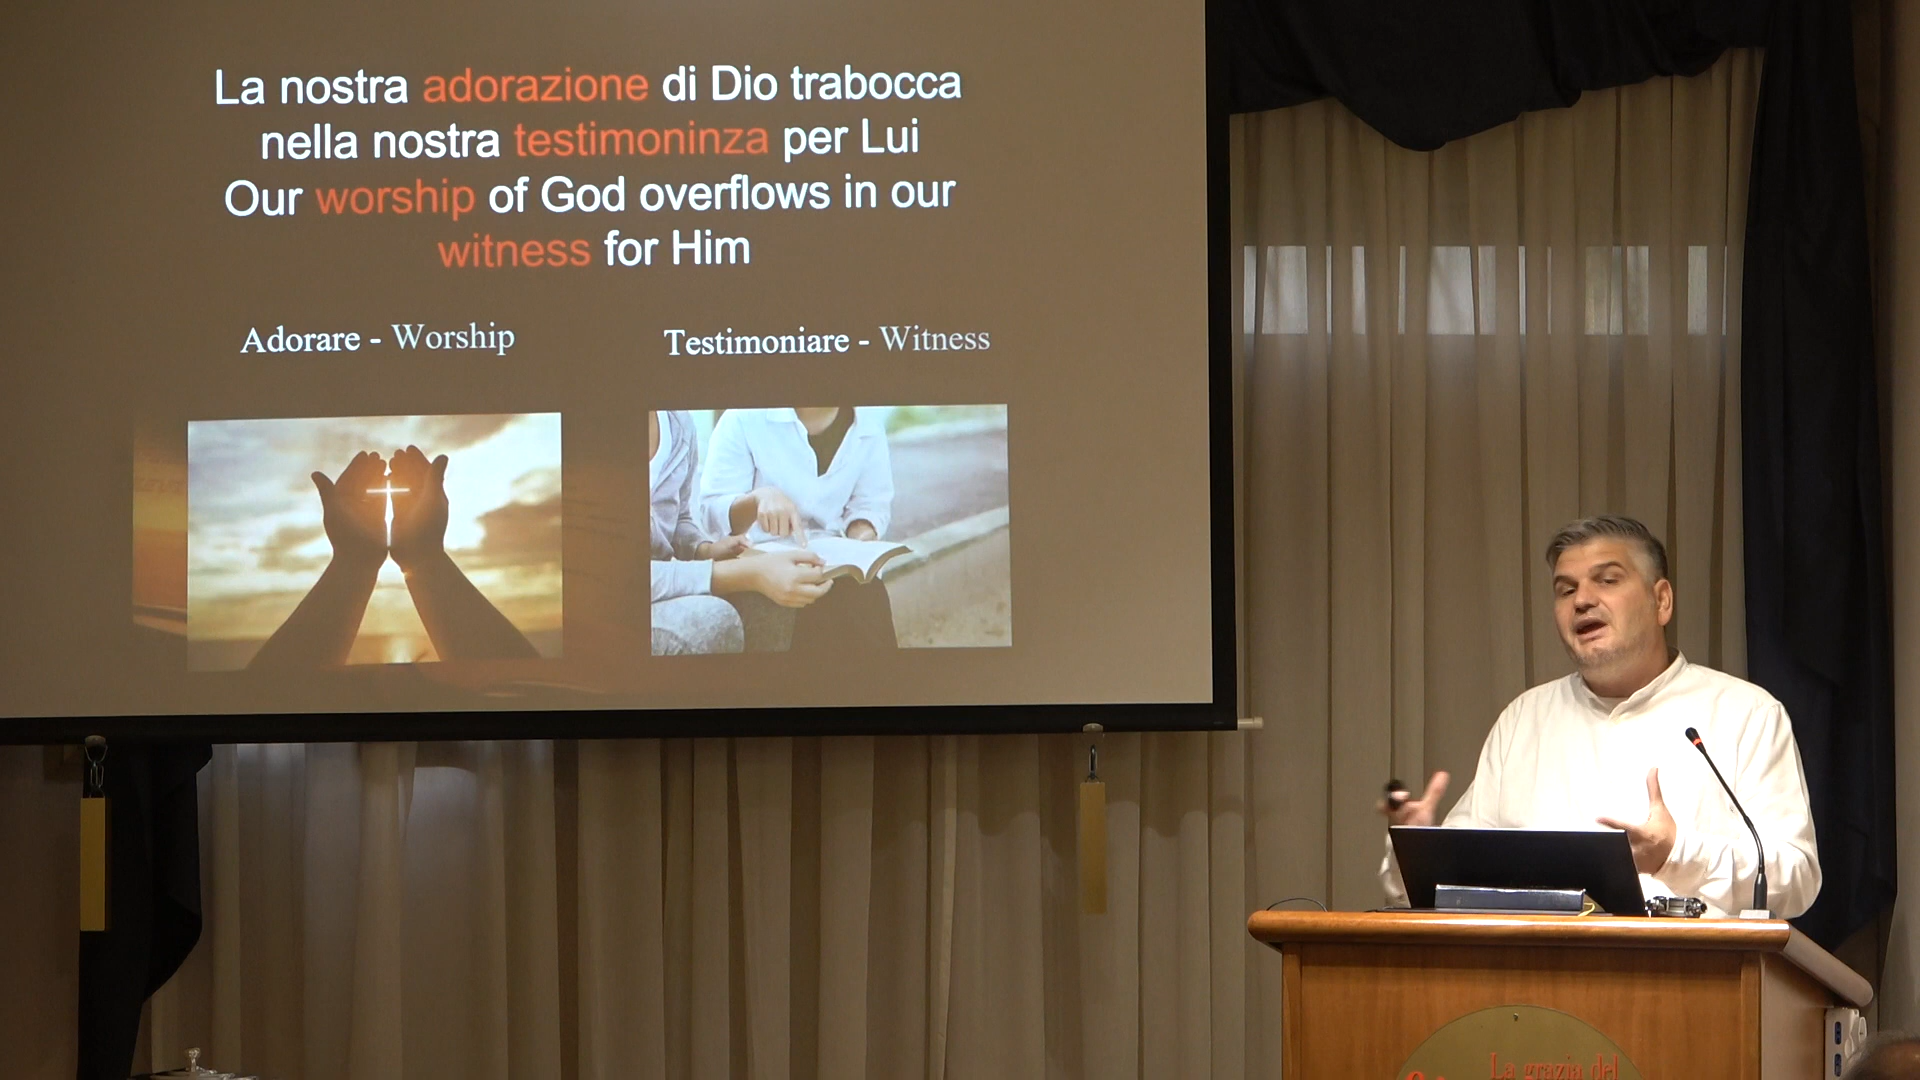 La nostra adorazione di Dio trabocca
nella nostra testimoninza per Lui
Our worship of God overflows in our
witness for Him
Adorare - Worship
Testimoniare - Witness
La grazia del